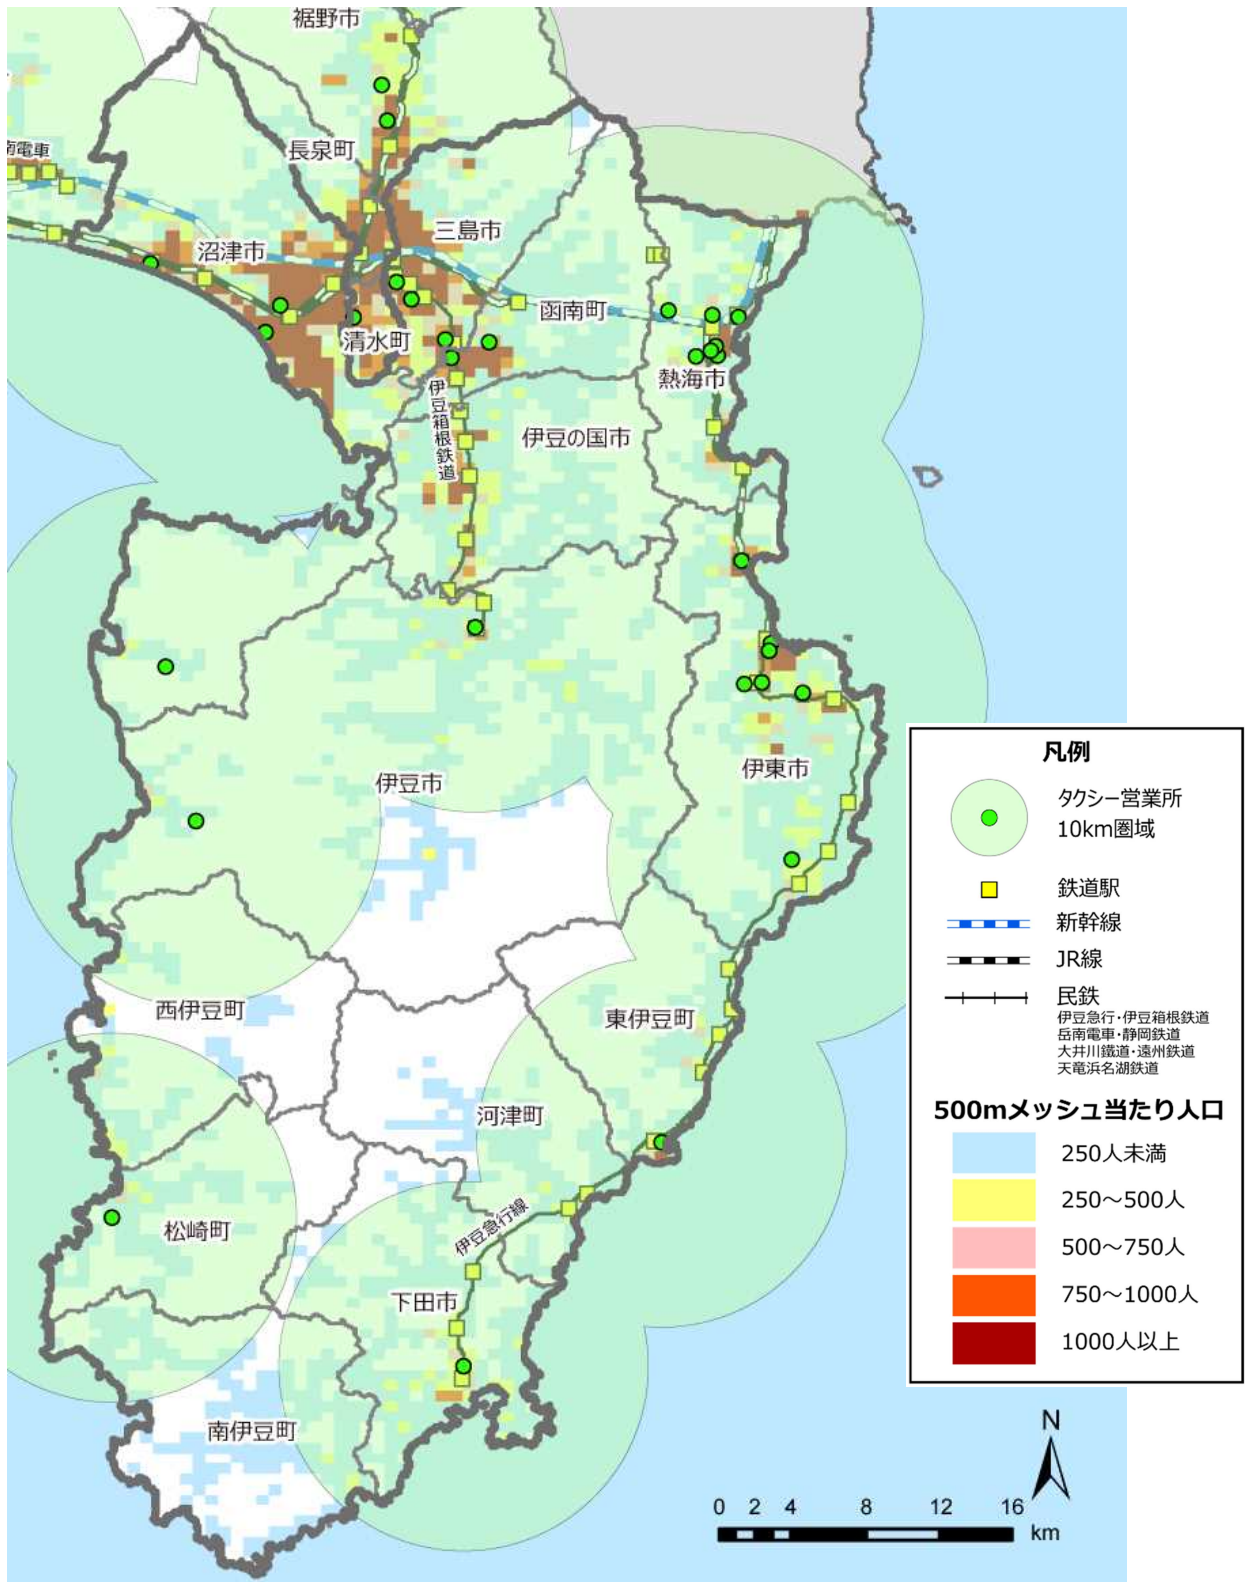 裾野市
長泉町
南電車
三島市
沼津市
函南町
清水町
熱海市
伊豆箱根鉄道
伊豆の国市
伊豆市
伊東市
西伊豆町
東伊豆町
河津町
松崎町
伊豆急行線
下田市
南伊豆町
凡例
タクシー営業所
10km圏域
鉄道駅
新幹線
JR線
民鉄
伊豆急行・伊豆箱根鉄道
岳南電車・静岡鉄道
大井川鐵道・遠州鉄道
天竜浜名湖鉄道
500mメッシュ当たり人口
250人未満
250～500人
500～750人
750～1000人
1000人以上
N
0 2 4 8 12 16
km